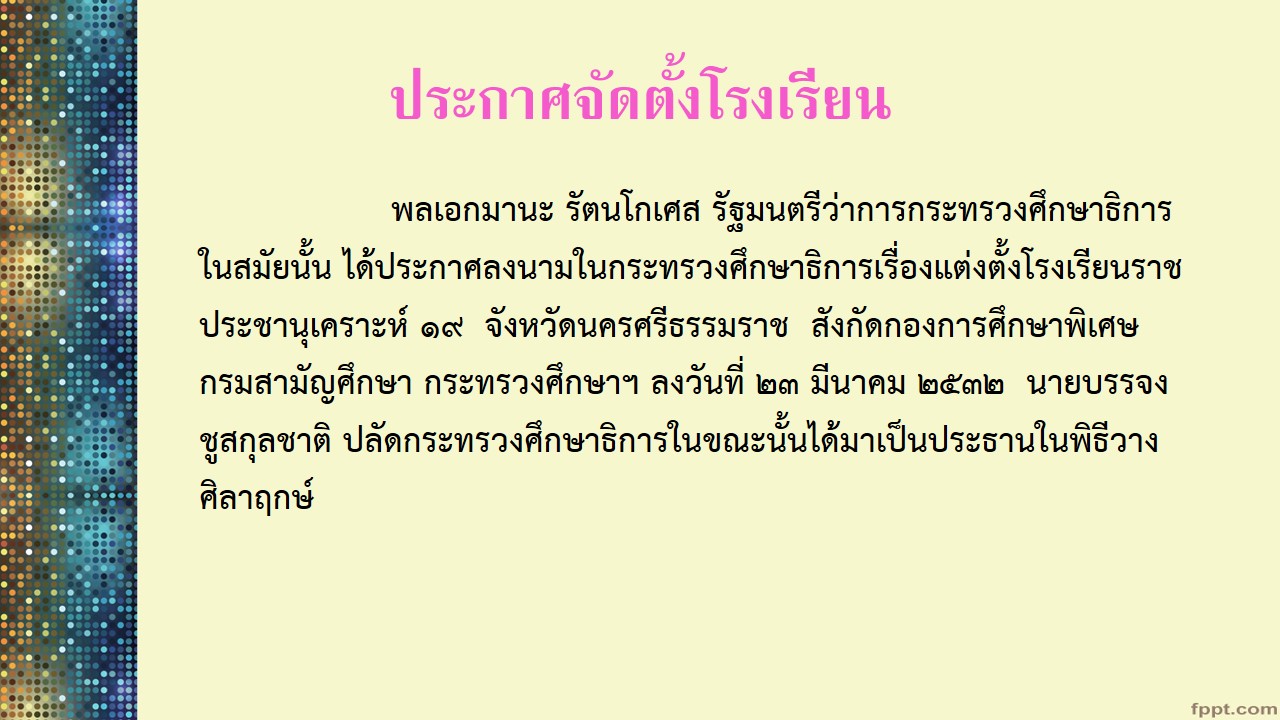 ประกาศจัดตั้งโรงเรียน
พลเอกมานะ รัตนโกเศส รัฐมนตรีว่าการกระทรวงศึกษาธิการ
ในสมัยนั้น ได้ประกาศลงนามในกระทรวงศึกษาธิการเรื่องแต่งตั้งโรงเรียนราช
ประชานุเคราะห์ ๑๙ จังหวัดนครศรีธรรมราช สังกัดกองการศึกษาพิเศษ
กรมสามัญศึกษา กระทรวงศึกษาฯ ลงวันที่ ๒๓ มีนาคม ๒๕๓๒ นายบรรจง
ชูสกุลชาติ ปลัดกระทรวงศึกษาธิการในขณะนั้นได้มาเป็นประธานในพิธีวาง
ศิลาฤกษ์
fppt.com